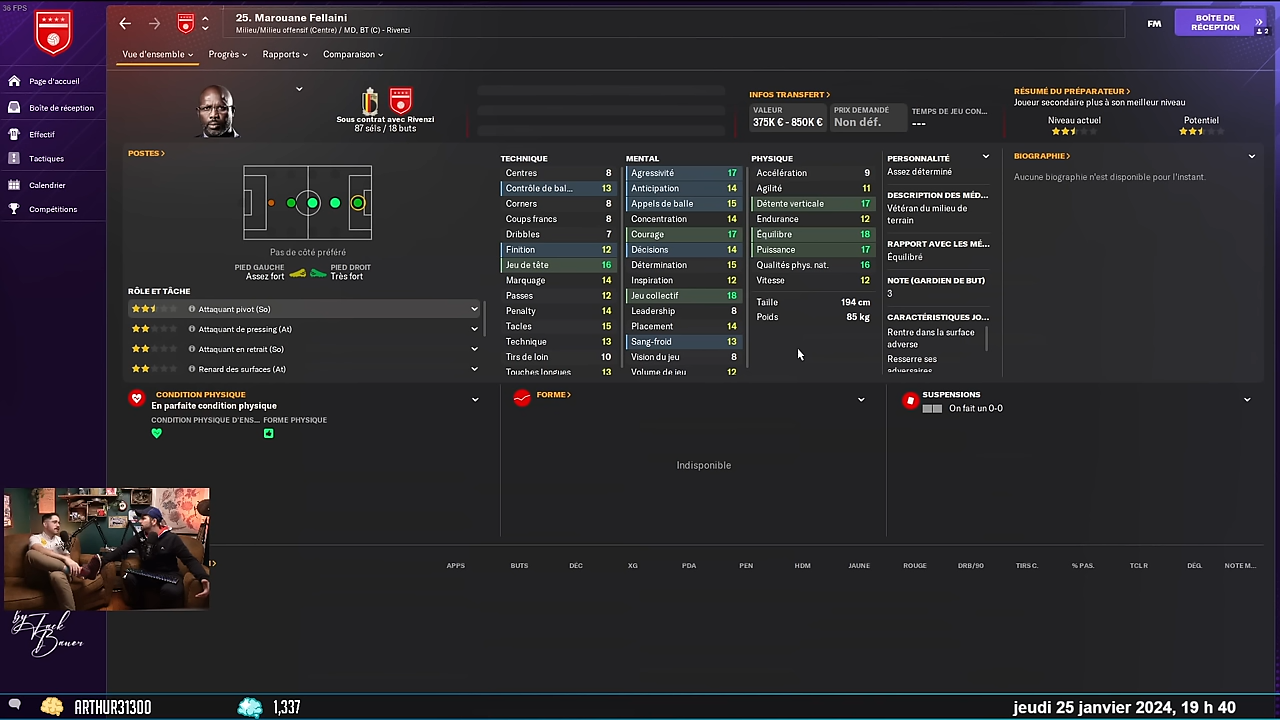 36 FPS
25. Marouane Fellaini
Milieu/Milieu offensif (Centre) / MD, BT (C) - Rivenzi
FM
BOÎTE DE
RÉCEPTION
2
Vue d'ensemble
Progrès
Rapports
Comparaison
Page d'accueil
Boîte de réception
Effectif
Tactiques
Calendrier
Compétitions
Sous contrat avec Rivenzi
87 séls / 18 buts
INFOS TRANSFERT
VALEUR
375K € - 850K €
PRIX DEMANDÉ
Non déf.
TEMPS DE JEU CON...
---
RÉSUMÉ DU PRÉPARATEUR
Joueur secondaire plus à son meilleur niveau
Niveau actuel
Potentiel
POSTES
Pas de côté préféré
PIED GAUCHE
Assez fort
PIED DROIT
Très fort
RÔLE ET TÂCHE
Attaquant pivot (So)
Attaquant de pressing (At)
Attaquant en retrait (So)
Renard des surfaces (At)
TECHNIQUE
Centres 8
Contrôle de bal... 13
Corners 8
Coups francs 8
Dribbles 7
Finition 12
Jeu de tête 16
Marquage 14
Passes 12
Penalty 14
Tacles 15
Technique 13
Tirs de loin 10
Touches longues 13
MENTAL
Agressivité 17
Anticipation 14
Appels de balle 15
Concentration 14
Courage 17
Décisions 14
Détermination 15
Inspiration 12
Jeu collectif 18
Leadership 8
Placement 14
Sang-froid 13
Vision du jeu 8
Volume de jeu 12
PHYSIQUE
Accélération 9
Agilité 11
Détente verticale 17
Endurance 12
Équilibre 18
Puissance 17
Qualités phys. nat. 16
Vitesse 12
Taille 194 cm
Poids 85 kg
PERSONNALITÉ
Assez déterminé
DESCRIPTION DES MÉD...
Vétéran du milieu de
terrain
RAPPORT AVEC LES MÉ...
Équilibré
NOTE (GARDIEN DE BUT)
3
CARACTÉRISTIQUES JO...
Rentre dans la surface
adverse
Resserre ses
adversaires
BIOGRAPHIE
Aucune biographie n'est disponible pour l'instant.
CONDITION PHYSIQUE
En parfaite condition physique
CONDITION PHYSIQUE D'ENS... FORME PHYSIQUE
FORME
Indisponible
SUSPENSIONS
On fait un 0-0
APPS BUTS DÉC XG PDA PEN HDM JAUNE ROUGE DRB/90 TIRS C. % PAS. TCL R DÉG. NOTE M...
by Jack
Bauer
ARTHUR31300
1,337
jeudi 25 janvier 2024, 19 h 40